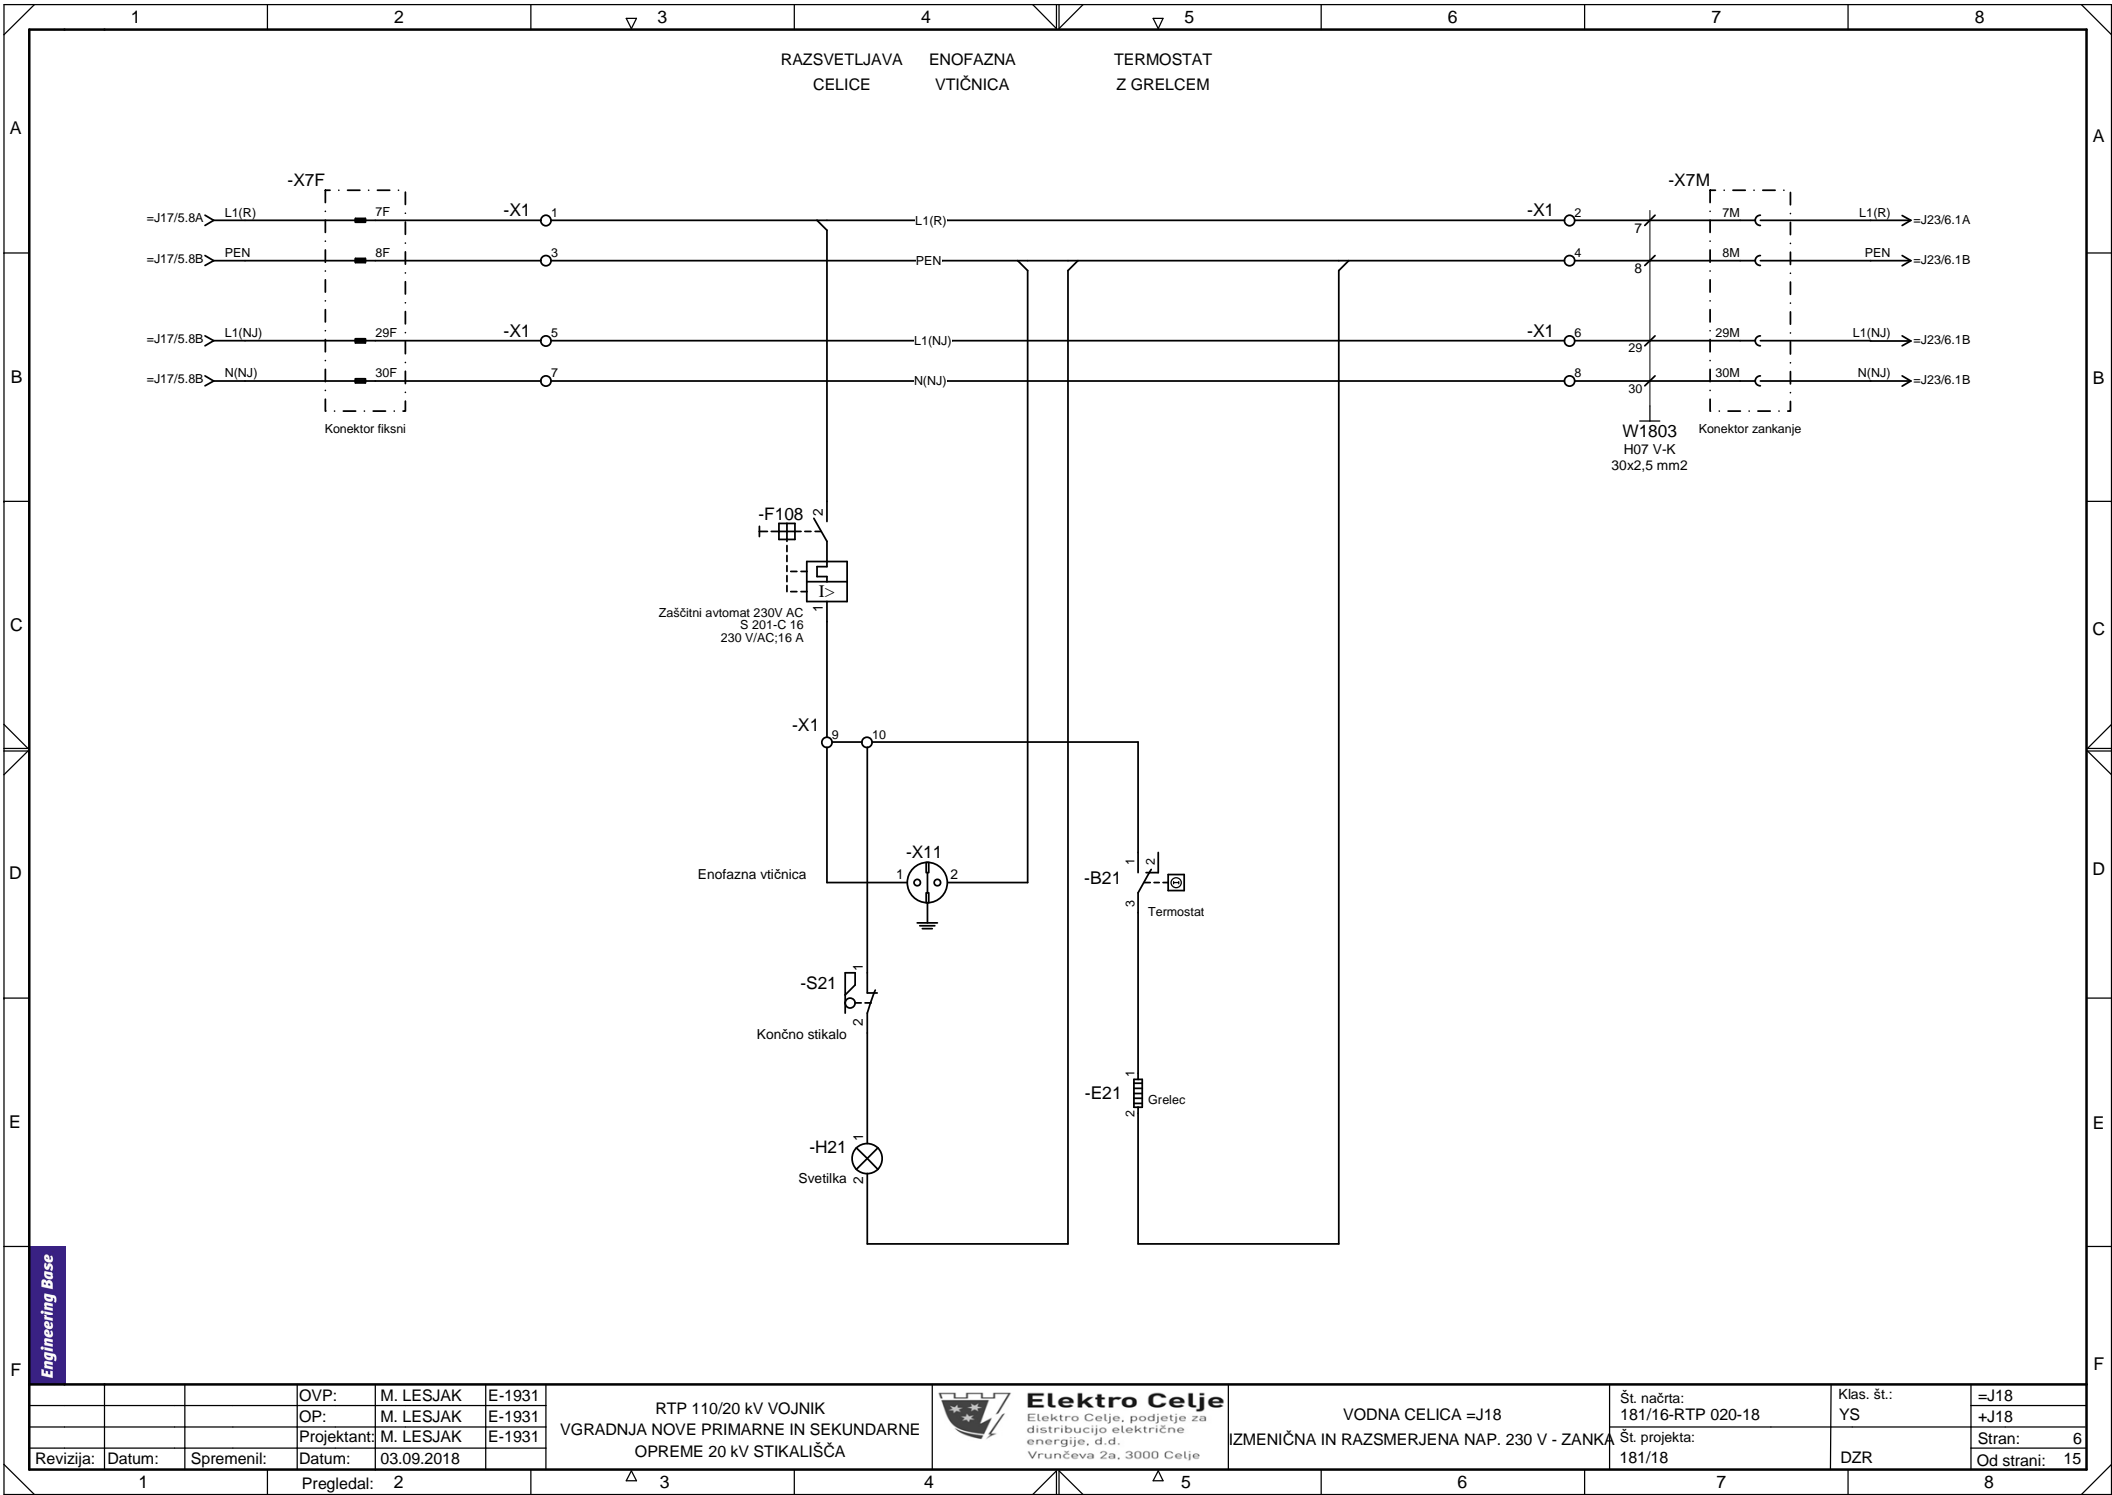 1 2 3 4 5 6 7 8
RAZSVETLJAVA CELICE
ENOFAZNA VTIČNICA
TERMOSTAT Z GRELCEM
A A
-X7F
-X7M
=J17/5.8A L1(R) 7F -X1 1 L1(R) -X1 2 7 7M L1(R) =J23/6.1A
=J17/5.8B PEN 8F 3 PEN 4 8 8M PEN =J23/6.1B
=J17/5.8B L1(NJ) 29F -X1 5 L1(NJ) -X1 6 29 29M L1(NJ) =J23/6.1B
B B
=J17/5.8B N(NJ) 30F 7 N(NJ) 8 30 30M N(NJ) =J23/6.1B
Konektor fiksni
W1803
H07 V-K
30x2,5 mm2
Konektor zankanje
-F108 2
I>
1
Zaščitni avtomat 230V AC
S 201-C 16
230 V/AC;16 A
C C
-X1 9 10
-X11
Enofazna vtičnica 1 2
D D
-B21 1 2 3
Termostat
-S21 1 2
Končno stikalo
-E21 1 2
Grelec
E E
-H21 1 2
Svetilka
Engineering Base
F F
OVP: M. LESJAK E-1931
OP: M. LESJAK E-1931
Projektant: M. LESJAK E-1931
Revizija: Datum: Spremenil: Datum: 03.09.2018
Pregledal:
RTP 110/20 kV VOJNIK
VGRADNJA NOVE PRIMARNE IN SEKUNDARNE
OPREME 20 kV STIKALIŠČA
Elektro Celje
Elektro Celje, podjetje za
distribucijo električne
energije, d.d.
Vrunčeva 2a, 3000 Celje
VODNA CELICA =J18
IZMENIČNA IN RAZSMERJENA NAP. 230 V - ZANKA
Št. načrta:
181/16-RTP 020-18
Št. projekta:
181/18
Klas. št.:
YS
DZR
=J18
+J18
Stran: 6
Od strani: 15
1 2 3 4 5 6 7 8